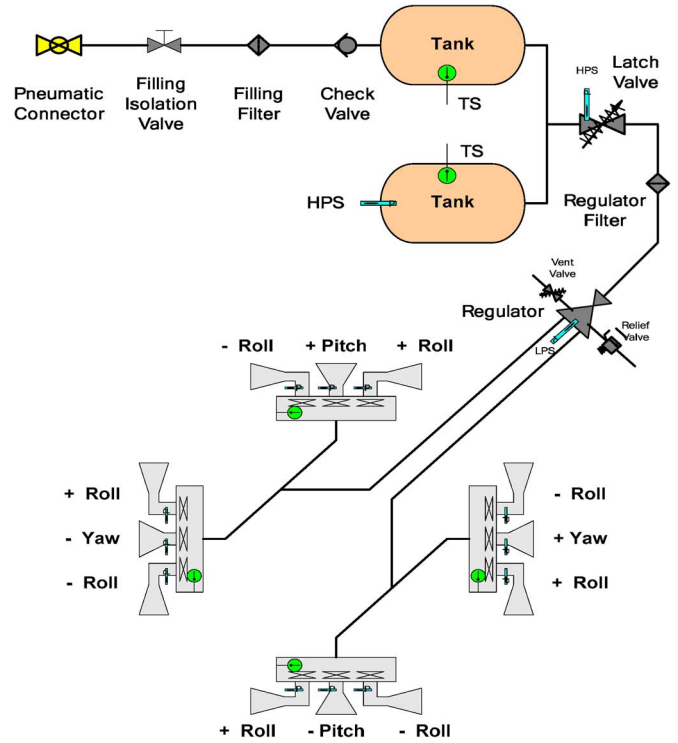 Tank
Latch
Valve
HPS
Pneumatic
Connector
Filling
Isolation
Valve
Filling
Filter
Check
Valve
TS
TS
HPS
Tank
Regulator
Filter
Vent
Valve
Regulator
Relief
Valve
LPS
- Roll + Pitch + Roll
+ Roll
- Yaw
- Roll
- Roll
+ Yaw
+ Roll
+ Roll - Pitch - Roll